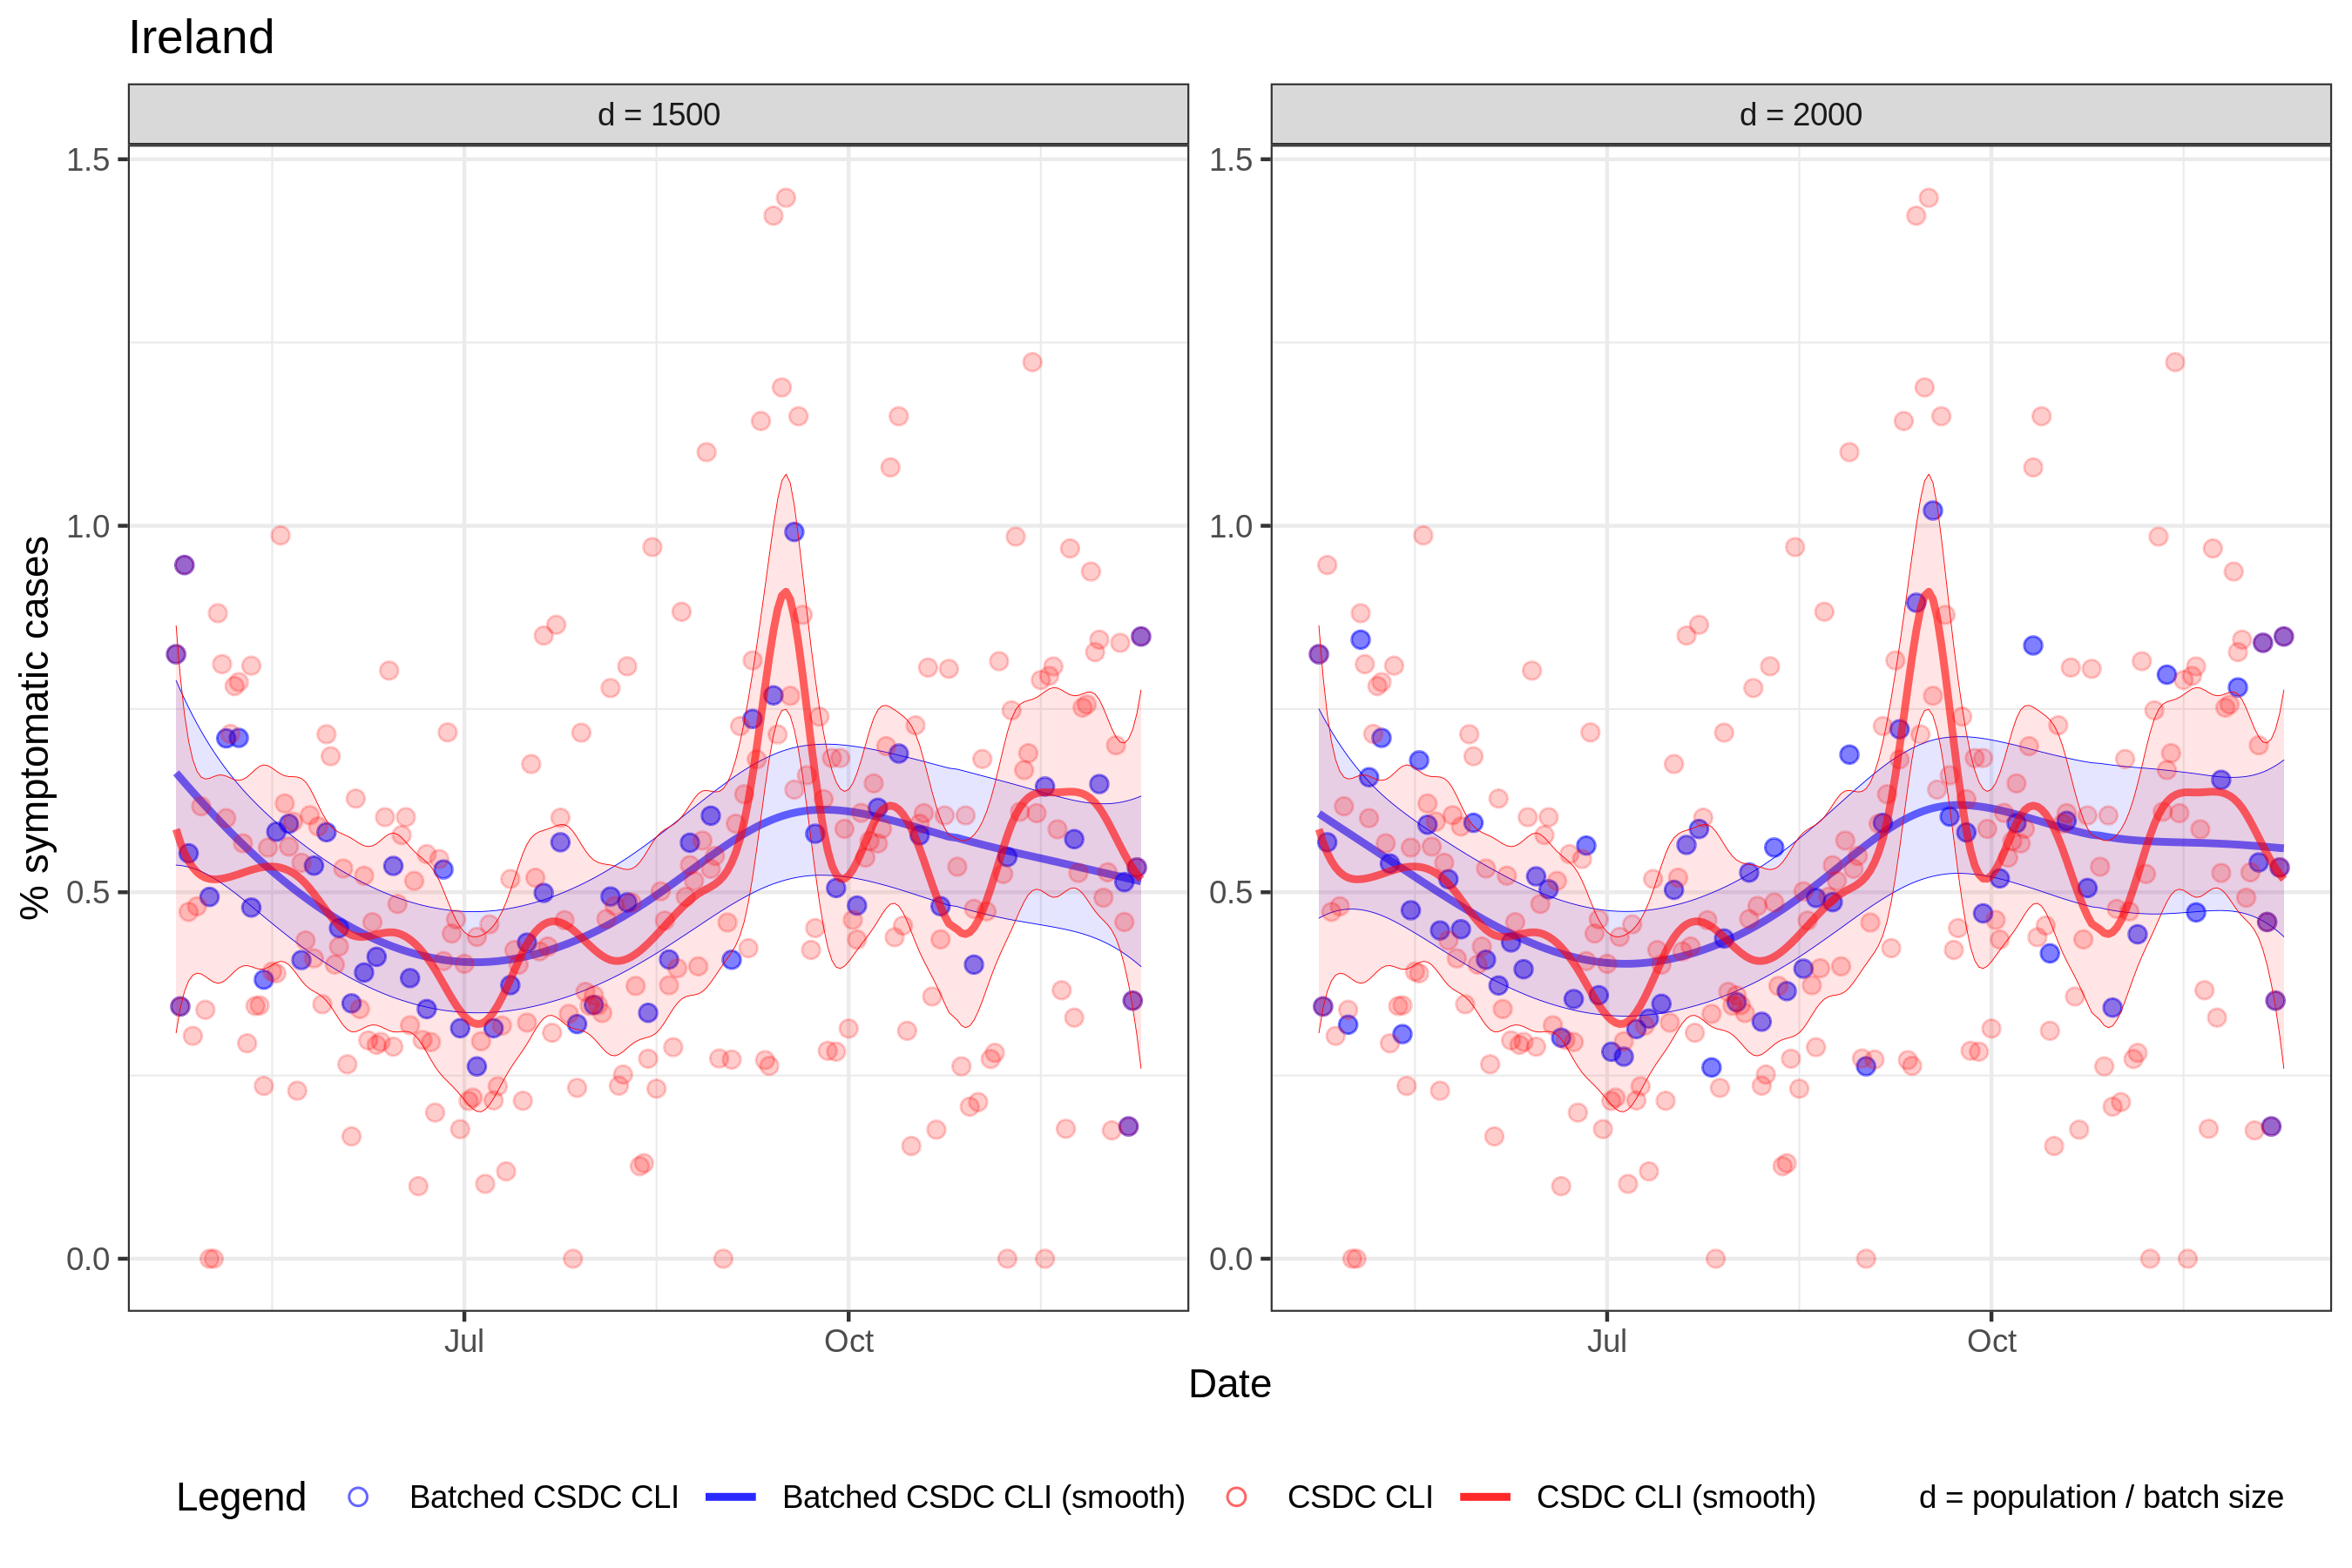 Ireland
d = 1500
d = 2000
1.5
1.0
0.5
0.0
1.5
1.0
0.5
0.0
% symptomatic cases
Jul
Oct
Jul
Oct
Date
Legend
Batched CSDC CLI
Batched CSDC CLI (smooth)
CSDC CLI
CSDC CLI (smooth)
d = population / batch size